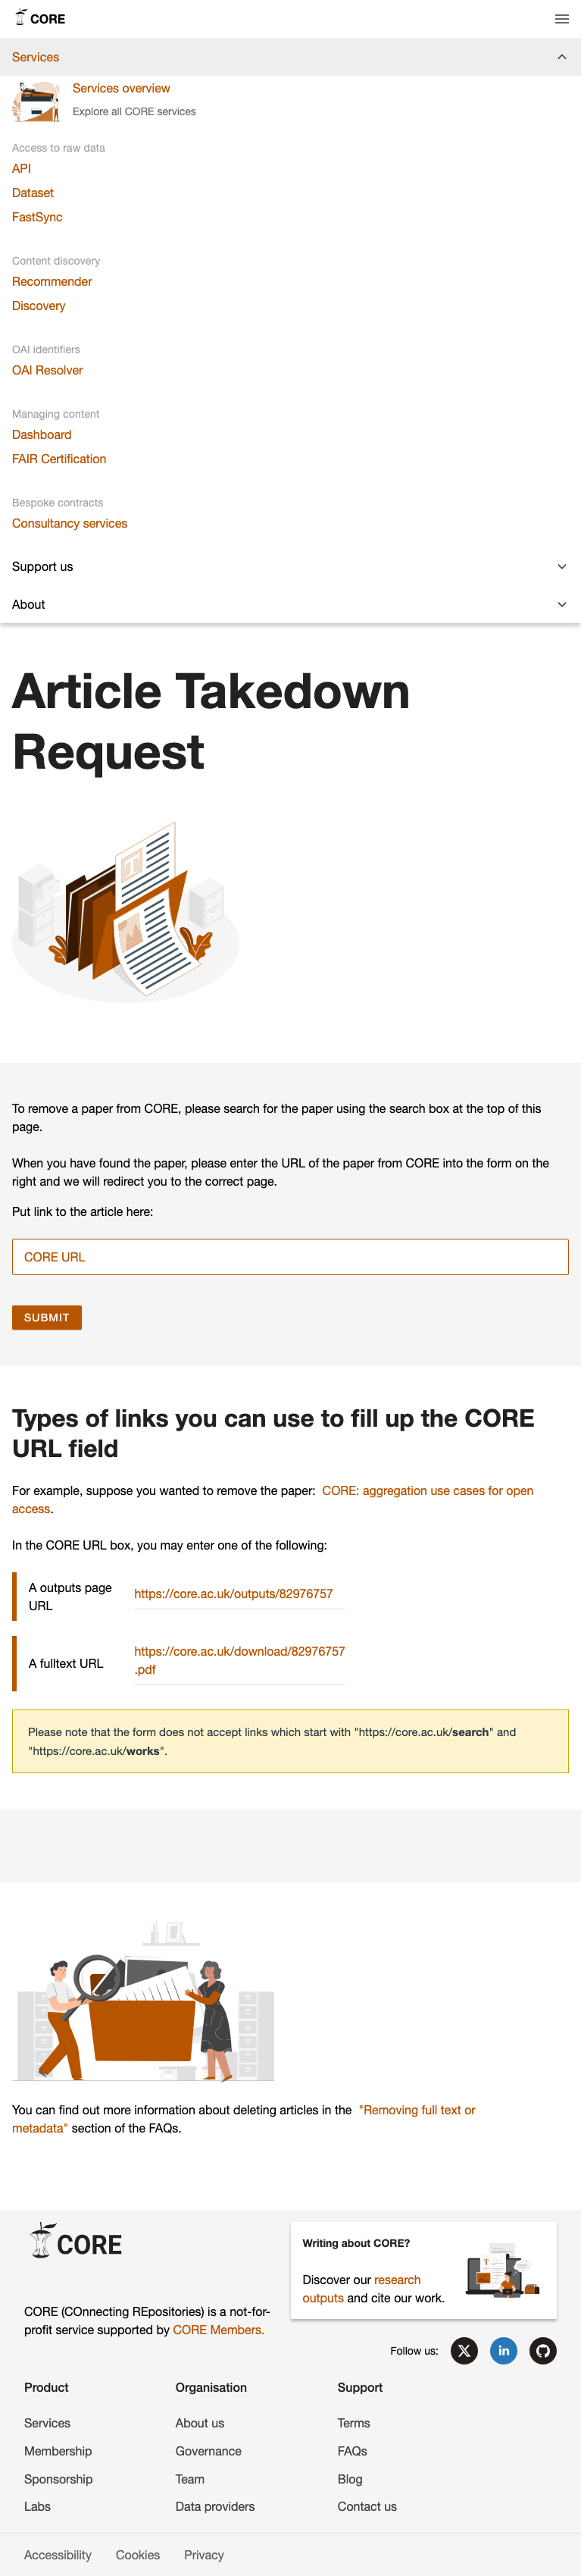 CORE
Services
Services overview
Explore all CORE services
Access to raw data
API
Dataset
FastSync
Content discovery
Recommender
Discovery
OAI identifiers
OAI Resolver
Managing content
Dashboard
FAIR Certification
Bespoke contracts
Consultancy services
Support us
About
Article Takedown
Request
To remove a paper from CORE, please search for the paper using the search box at the top of this
page.
When you have found the paper, please enter the URL of the paper from CORE into the form on the
right and we will redirect you to the correct page.
Put link to the article here:
CORE URL
SUBMIT
Types of links you can use to fill up the CORE
URL field
For example, suppose you wanted to remove the paper: CORE: aggregation use cases for open
access.
In the CORE URL box, you may enter one of the following:
A outputs page
URL
https://core.ac.uk/outputs/82976757
A fulltext URL
https://core.ac.uk/download/82976757
.pdf
Please note that the form does not accept links which start with "https://core.ac.uk/search" and
"https://core.ac.uk/works".
You can find out more information about deleting articles in the "Removing full text or
metadata" section of the FAQs.
CORE
CORE (COnnecting REpositories) is a not-for-
profit service supported by CORE Members.
Writing about CORE?
Discover our research
outputs and cite our work.
Follow us:
Product
Services
Membership
Sponsorship
Labs
Organisation
About us
Governance
Team
Data providers
Support
Terms
FAQs
Blog
Contact us
Accessibility
Cookies
Privacy